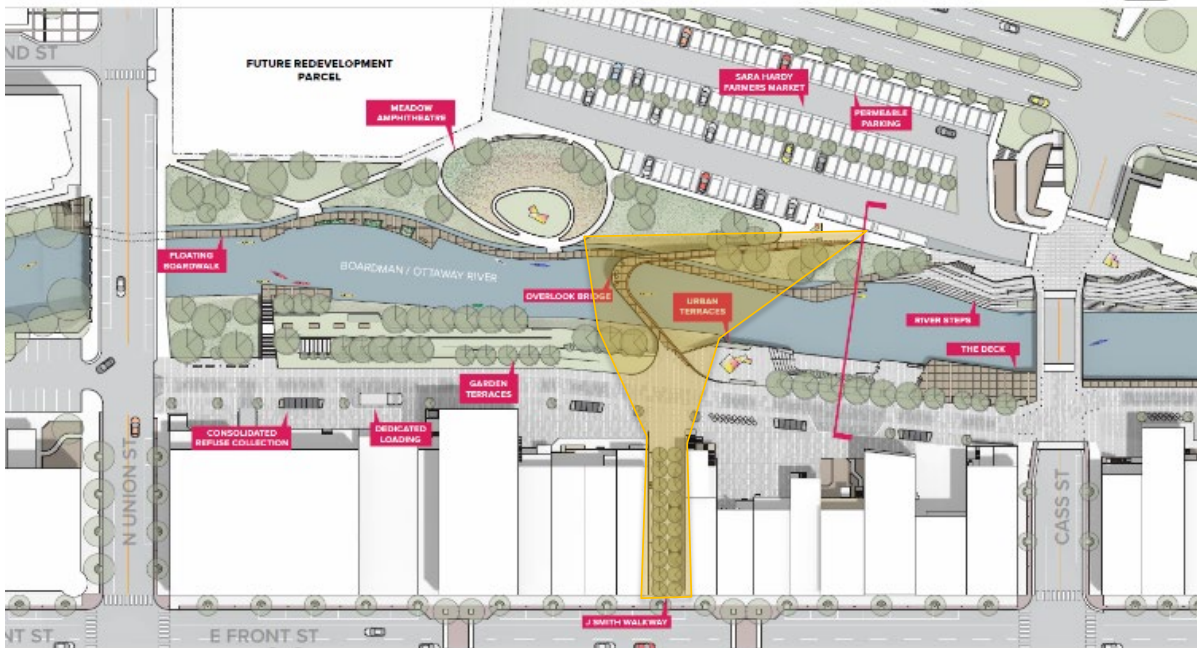 ND ST
FUTURE REDEVELOPMENT
PARCEL
SARA HARDY
FARMERS MARKET
PERMEABLE
PARKING
MEADOW
AMPHITHEATRE
FLOATING
BOARDWALK
BOARDMAN / OTTAWAY RIVER
OVERLOOK BRIDGE
URBAN
TERRACES
RIVER STEPS
THE DECK
GARDEN
TERRACES
CONSOLIDATED
REFUSE COLLECTION
DEDICATED
LOADING
N UNION ST
CASS ST
J SMITH WALKWAY
NT ST
E FRONT ST